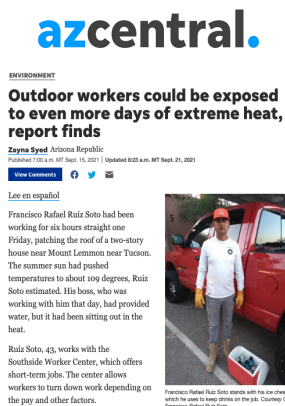 azcentral.
ENVIRONMENT
Outdoor workers could be exposed
to even more days of extreme heat,
report finds
Zayna Syed Arizona Republic
Published 7:00 a.m. MT Sept. 15, 2021 | Updated 8:23 a.m. MT Sept. 21, 2021
View Comments
Lee en español
Francisco Rafael Ruíz Soto had been
working for six hours straight one
Friday, patching the roof of a two-story
house near Mount Lemmon near Tucson.
The summer sun had pushed
temperatures to about 109 degrees, Ruiz
Soto estimated. His boss, who was
working with him that day, had provided
water, but it had been sitting out in the
heat.
Ruiz Soto, 43, works with the
Southside Worker Center, which offers
short-term jobs. The center allows
workers to turn down work depending on
the pay and other factors.
Francisco Rafael Ruiz Soto stands with his ice ches
which he uses to keep drinks on the job. Courtesy